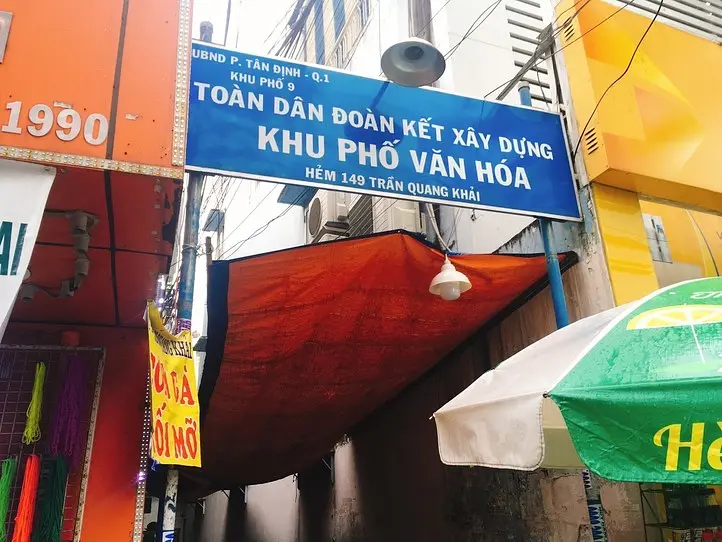 1990
UBND P. TÂN ĐỊNH - Q.1
KHU PHỐ 9
TOÀN DÂN ĐOÀN KẾT XÂY DỰNG
KHU PHỐ VĂN HÓA
HẺM 149 TRẦN QUANG KHẢI
AI
GÀ
MỠ
Hè